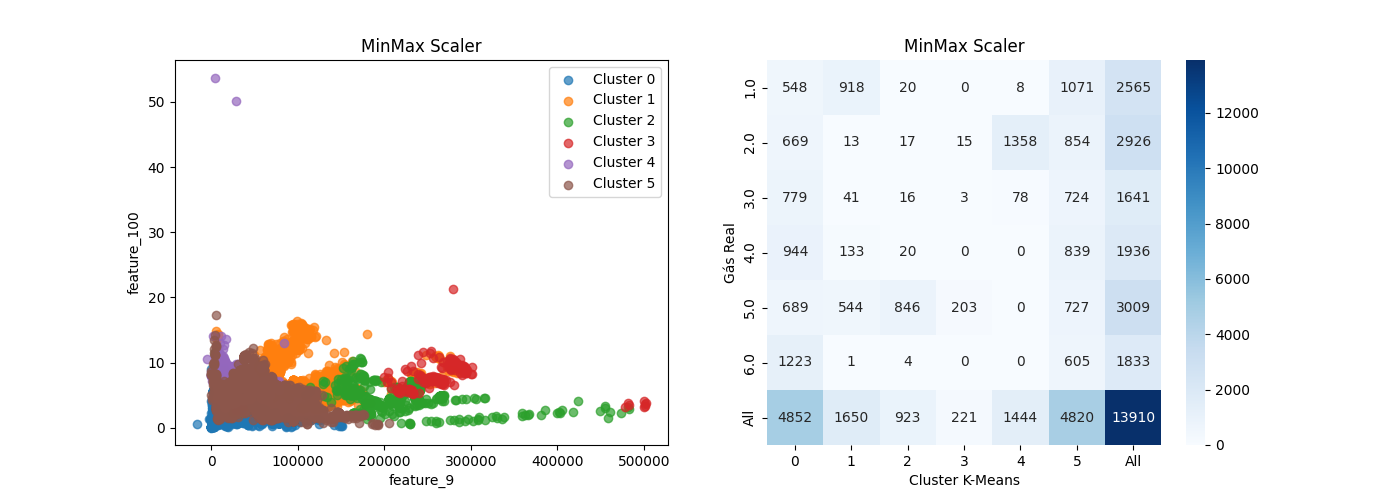 MinMax Scaler
Cluster 0
Cluster 1
Cluster 2
Cluster 3
Cluster 4
Cluster 5
50
40
30
20
10
0
feature_100
0 100000 200000 300000 400000 500000
feature_9
MinMax Scaler
Gás Real
1.0 548 918 20 0 8 1071 2565
2.0 669 13 17 15 1358 854 2926
3.0 779 41 16 3 78 724 1641
4.0 944 133 20 0 0 839 1936
5.0 689 544 846 203 0 727 3009
6.0 1223 1 4 0 0 605 1833
All 4852 1650 923 221 1444 4820 13910
0 1 2 3 4 5 All
Cluster K-Means
12000
10000
8000
6000
4000
2000
0